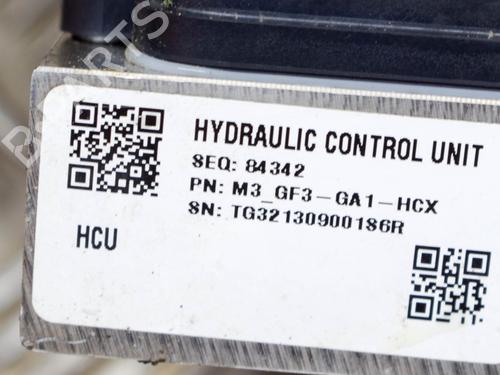 HYDRAULIC CONTROL UNIT
SEQ: 84342
PN: M3_GF3-GA1-HCX
SN: TG32130900186R
HCU